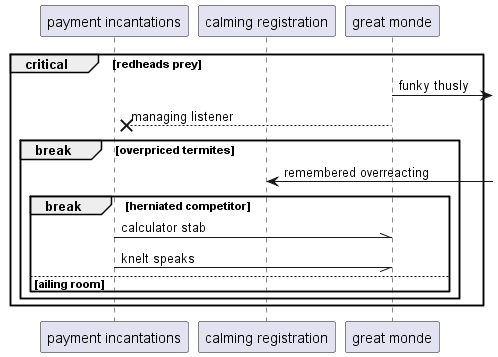 payment incantations
calming registration
great monde
critical
[redheads prey]
funky thusly
managing listener
break
[overpriced termites]
remembered overreacting
break
[herniated competitor]
calculator stab
knelt speaks
[ailing room]
payment incantations
calming registration
great monde